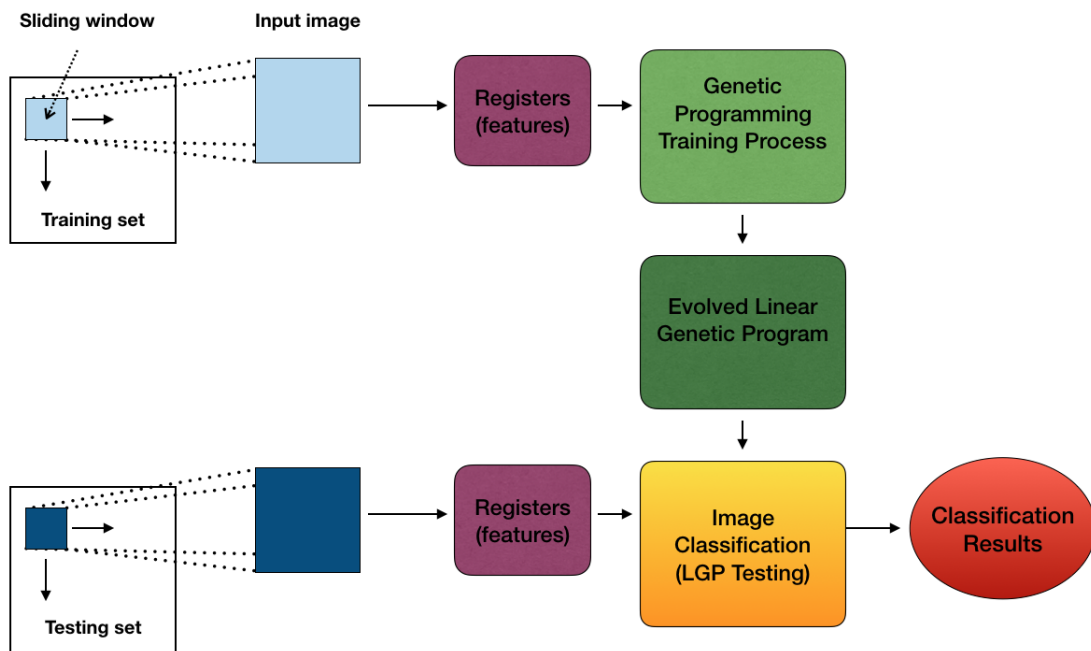 Sliding window
Input image
Registers
(features)
Genetic
Programming
Training Process
Training set
Evolved Linear
Genetic Program
Registers
(features)
Image
Classification
(LGP Testing)
Classification
Results
Testing set